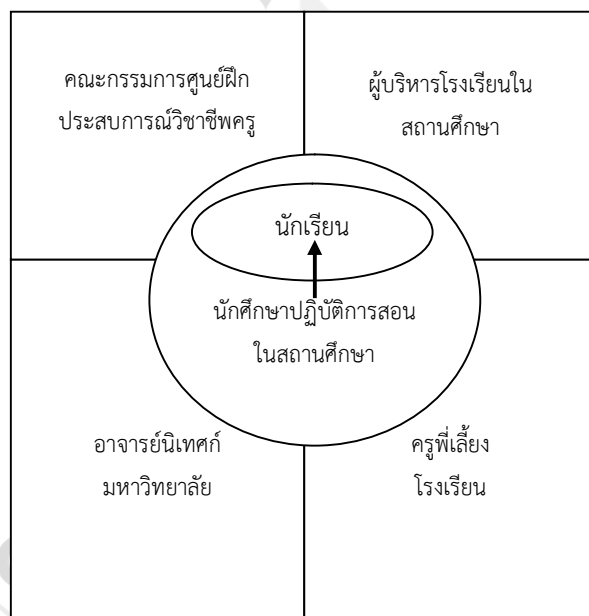 คณะกรรมการศูนย์ฝึก
ประสบการณ์วิชาชีพครู
ผู้บริหารโรงเรียนใน
สถานศึกษา
นักเรียน
นักศึกษาปฏิบัติการสอน
ในสถานศึกษา
อาจารย์นิเทศก์
มหาวิทยาลัย
ครูพี่เลี้ยง
โรงเรียน